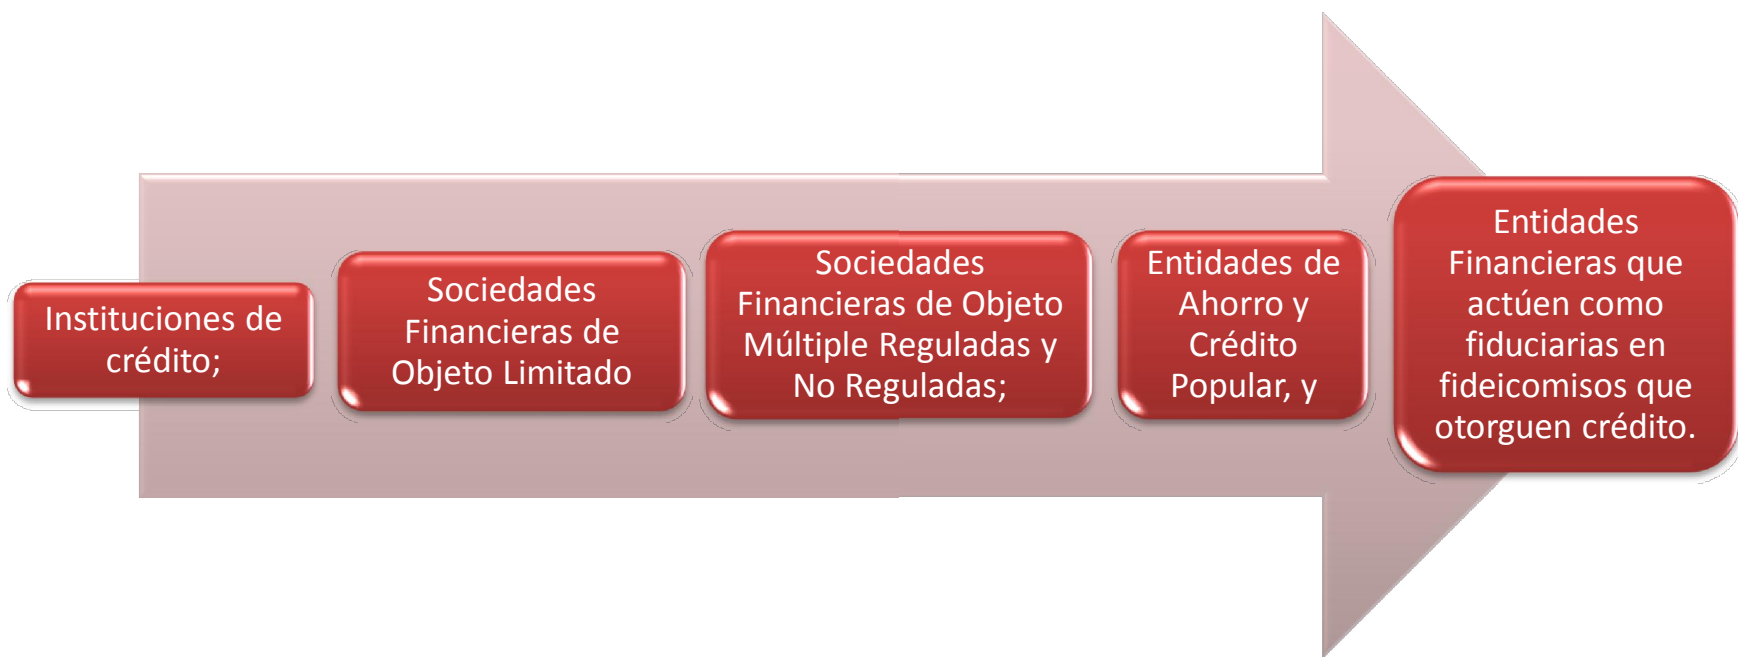 Instituciones de
crédito;
Sociedades
Financieras de
Objeto Limitado
Sociedades
Financieras de Objeto
Múltiple Reguladas y
No Reguladas;
Entidades de
Ahorro y
Crédito
Popular, y
Entidades
Financieras que
actúen como
fiduciarias en
fideicomisos que
otorguen crédito.